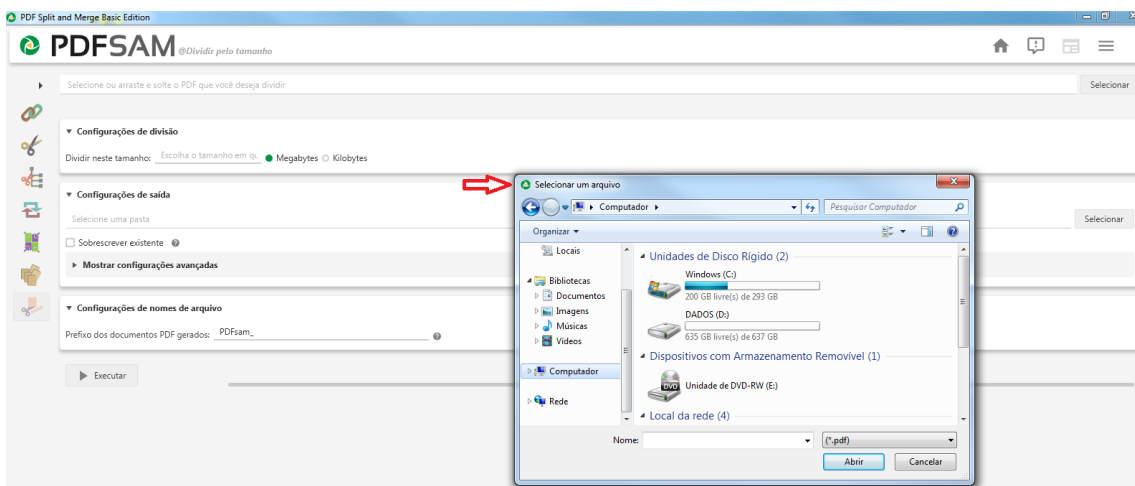 PDF Split and Merge Basic Edition
PDFSAM @Dividir pelo tamanho
Selecione ou arraste e solte o PDF que você deseja dividir
Selecionar
Configurações de divisão
Dividir neste tamanho: Escolha o tamanho em qu Megabytes Kilobytes
Configurações de saída
Selecione uma pasta
Selecionar
Sobrescrever existente
Mostrar configurações avançadas
Configurações de nomes de arquivo
Prefixo dos documentos PDF gerados: PDFsam_
Executar
Selecionar um arquivo
Computador
Pesquisar Computador
Organizar
Locais
Bibliotecas
Documentos
Imagens
Músicas
Vídeos
Computador
Rede
Unidades de Disco Rígido (2)
Windows (C:)
200 GB livre(s) de 293 GB
DADOS (D:)
635 GB livre(s) de 637 GB
Dispositivos com Armazenamento Removível (1)
DVD
Unidade de DVD-RW (E:)
Local da rede (4)
Nome:
(*.pdf)
Abrir
Cancelar